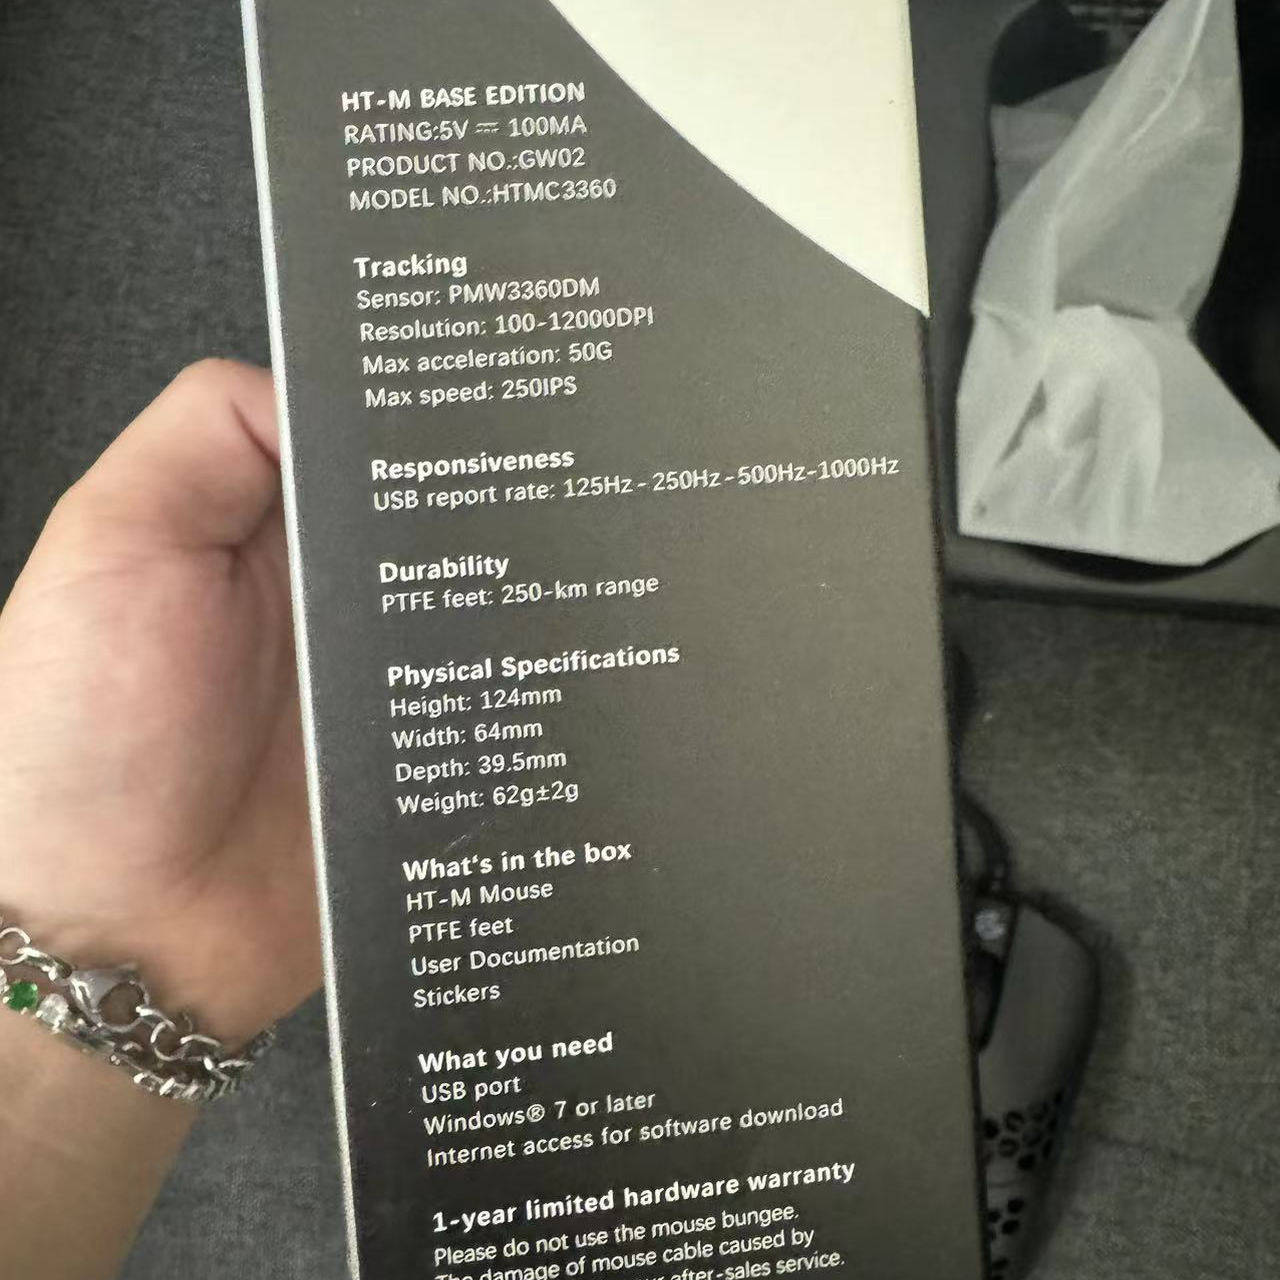 HT-M BASE EDITION
RATING:5V ⎓ 100MA
PRODUCT NO.:GW02
MODEL NO.:HTMC3360
Tracking
Sensor: PMW3360DM
Resolution: 100-12000DPI
Max acceleration: 50G
Max speed: 250IPS
Responsiveness
USB report rate: 125Hz-250Hz-500Hz-1000Hz
Durability
PTFE feet: 250-km range
Physical Specifications
Height: 124mm
Width: 64mm
Depth: 39.5mm
Weight: 62g±2g
What's in the box
HT-M Mouse
PTFE feet
User Documentation
Stickers
What you need
USB port
Windows® 7 or later
Internet access for software download
1-year limited hardware warranty
Please do not use the mouse bungee.
The damage of mouse cable caused by
after-sales service.